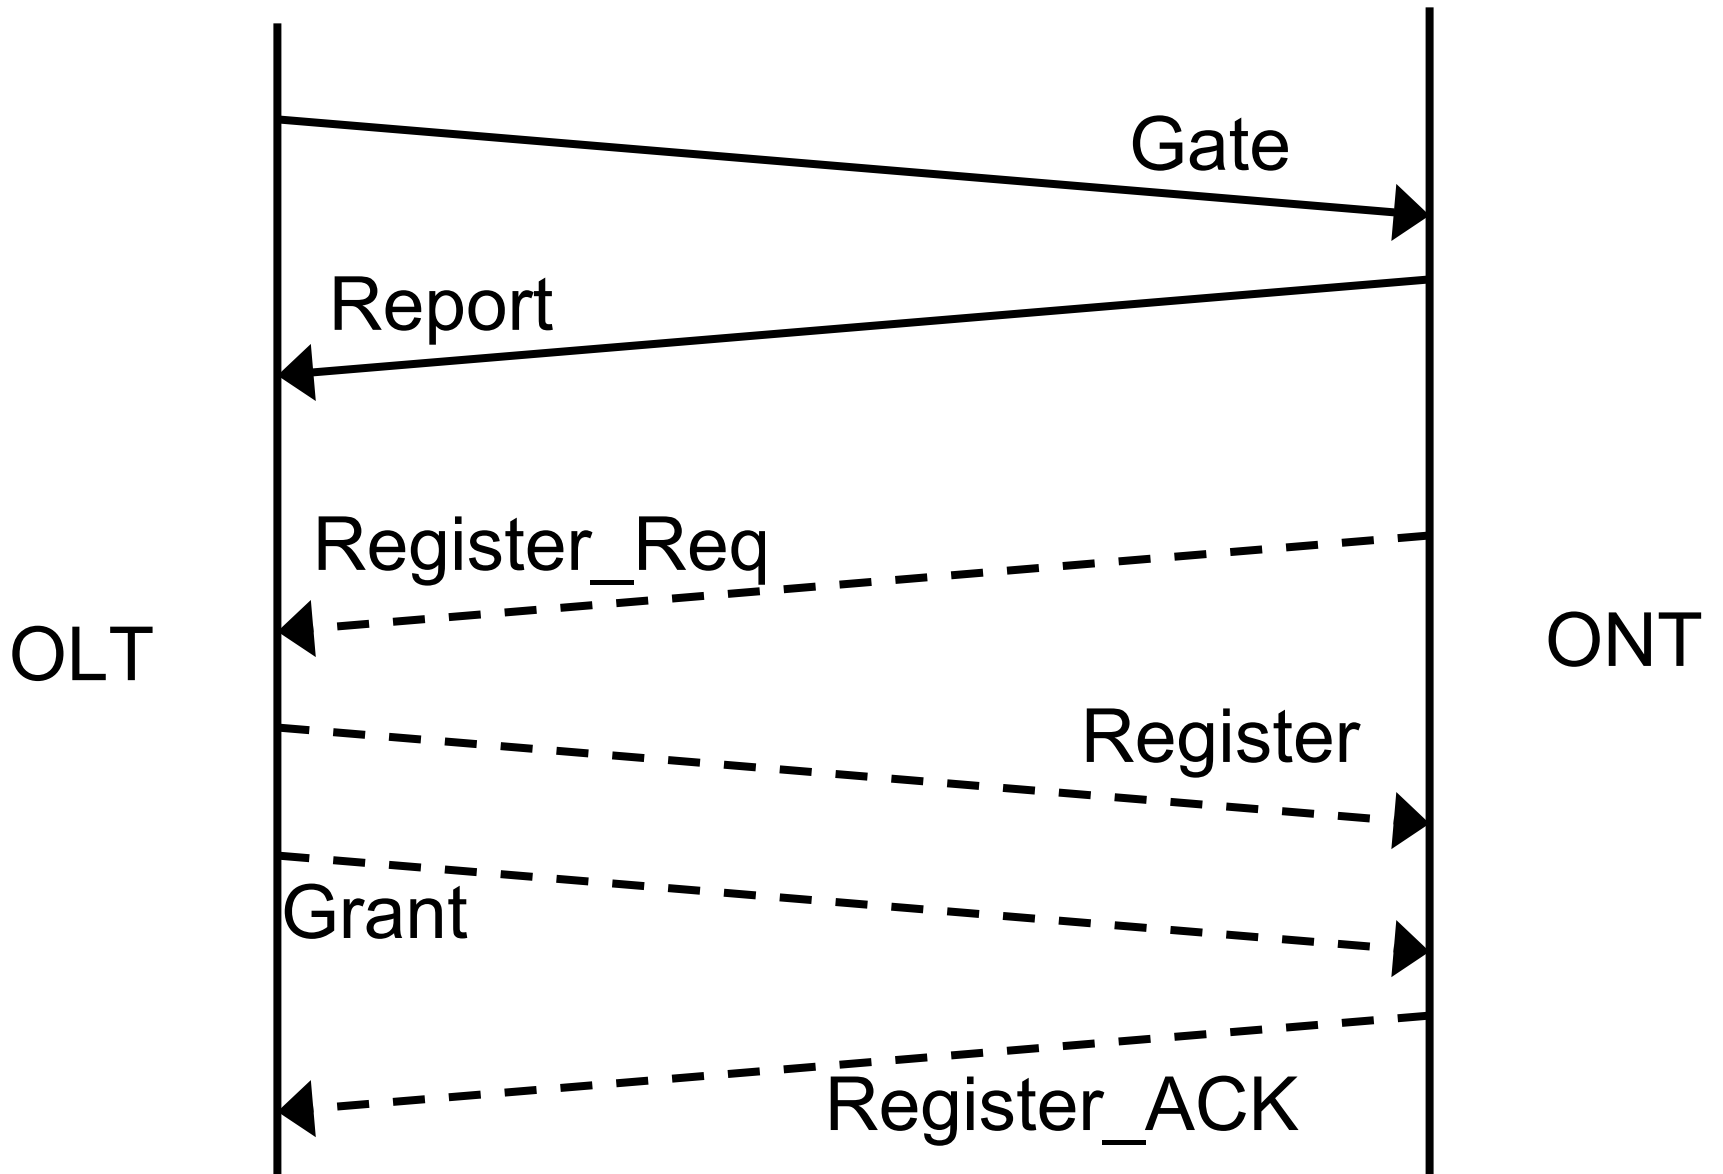 Gate
Report
Register_Req
OLT
ONT
Register
Grant
Register_ACK